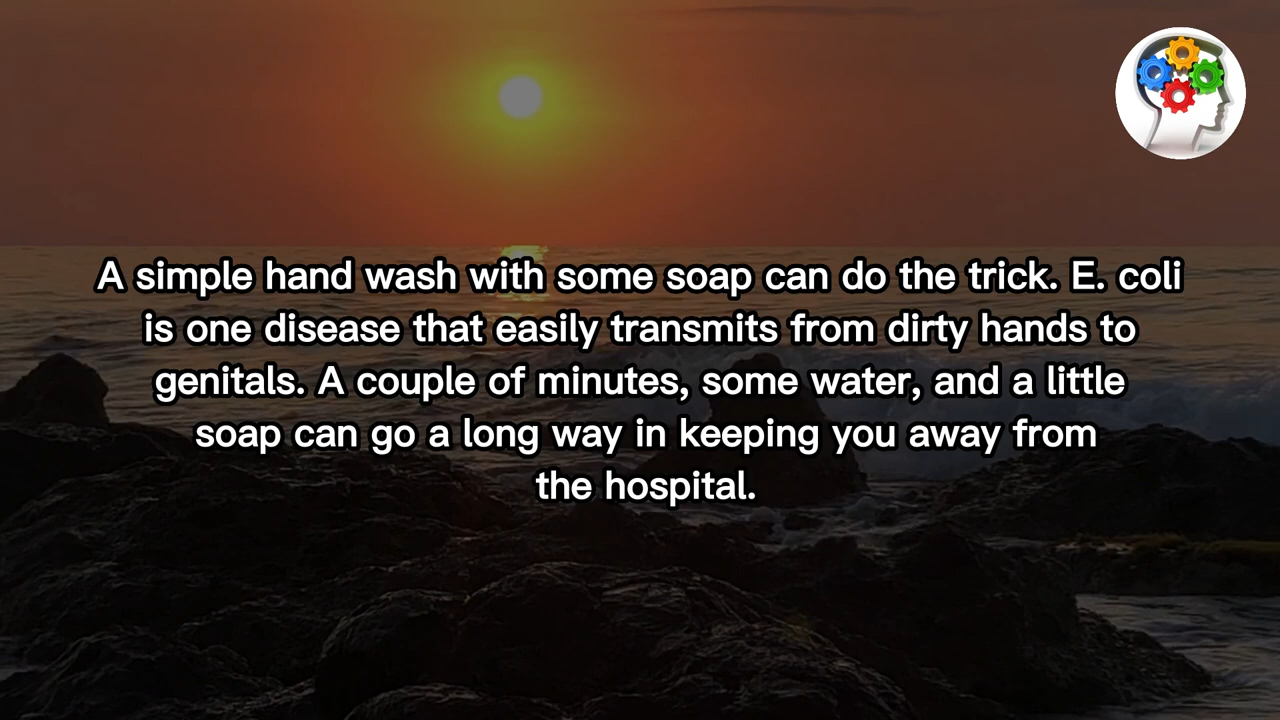 A simple hand wash with some soap can do the trick. E. coli
is one disease that easily transmits from dirty hands to
genitals. A couple of minutes, some water, and a little
soap can go a long way in keeping you away from
the hospital.